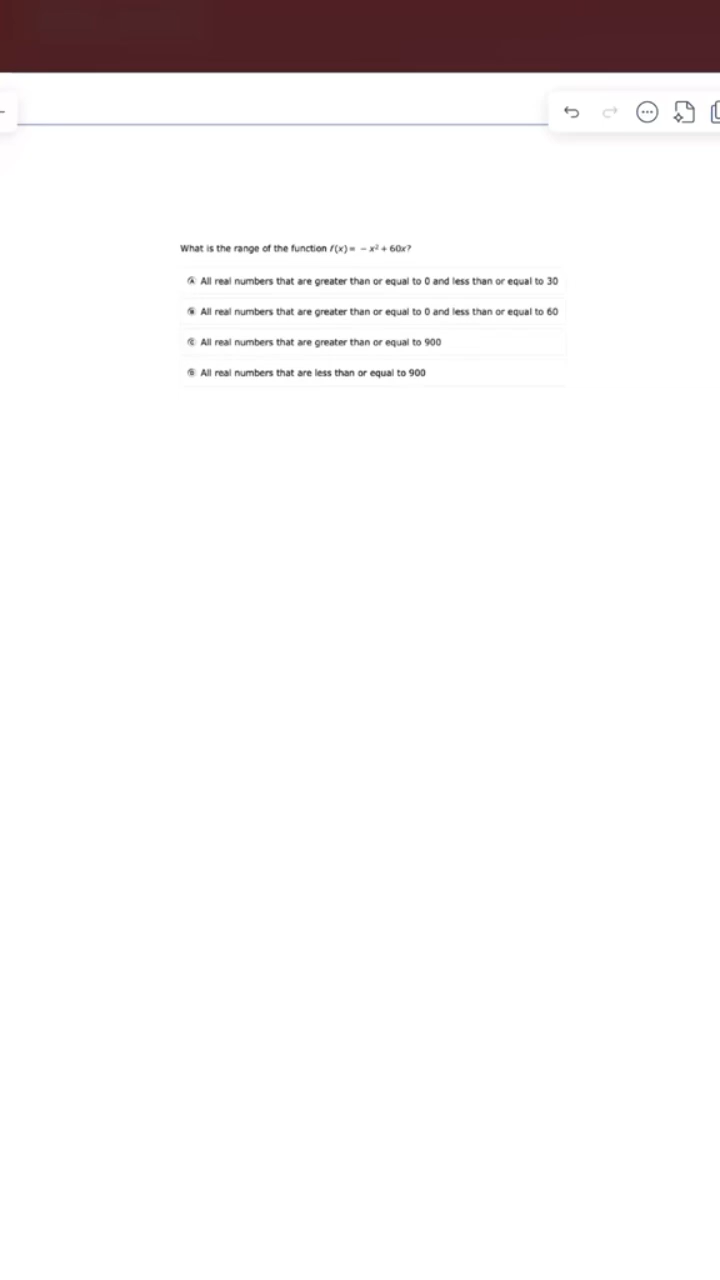 What is the range of the function f(x) = − x² + 60x?
Ⓐ All real numbers that are greater than or equal to 0 and less than or equal to 30
Ⓑ All real numbers that are greater than or equal to 0 and less than or equal to 60
Ⓒ All real numbers that are greater than or equal to 900
Ⓓ All real numbers that are less than or equal to 900